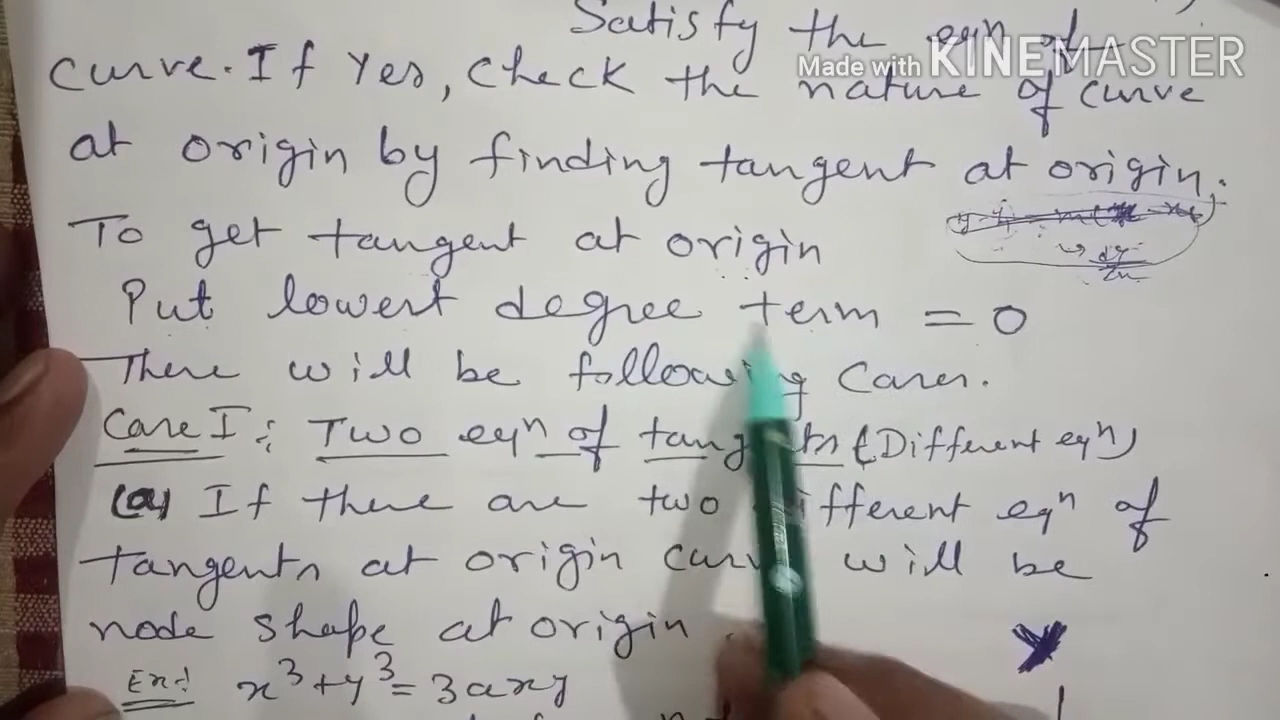 Satisfy the eqn of
Made with KINEMASTER
curve. If Yes, check the nature of curve
at origin by finding tangent at origin.
To get tangent at origin
Put lowest degree term = 0
There will be following Cases.
Case I: Two eqn of tangents (Different eqn)
(a) If there are two different eqn of
tangents at origin curve will be
node shape at origin.
Ex: x³+y³=3axy